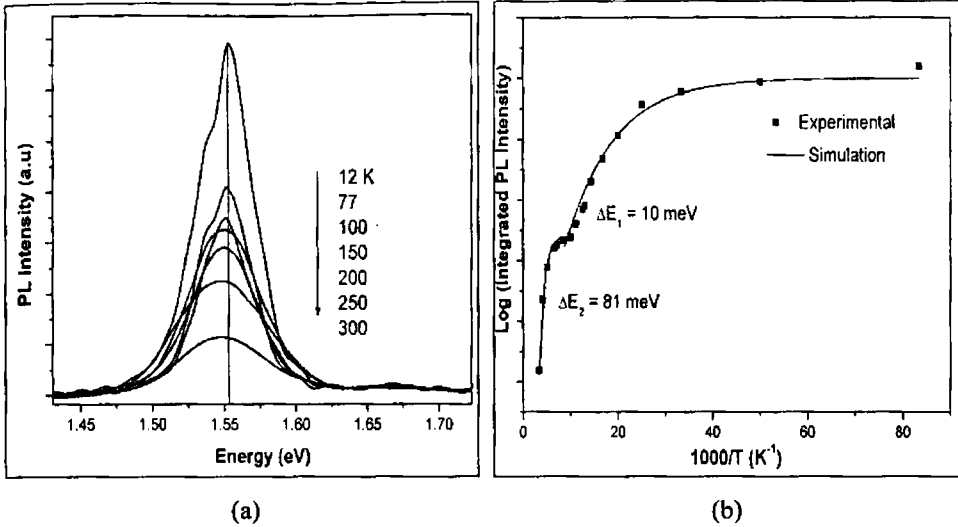 (a)
PL Intensity (a.u)
12 K
77
100
150
200
250
300
1.45
1.50
1.55
1.60
1.65
1.70
Energy (eV)
(b)
Log (Integrated PL Intensity)
Experimental
Simulation
ΔE₁ = 10 meV
ΔE₂ = 81 meV
0
20
40
60
80
1000/T (K⁻¹)